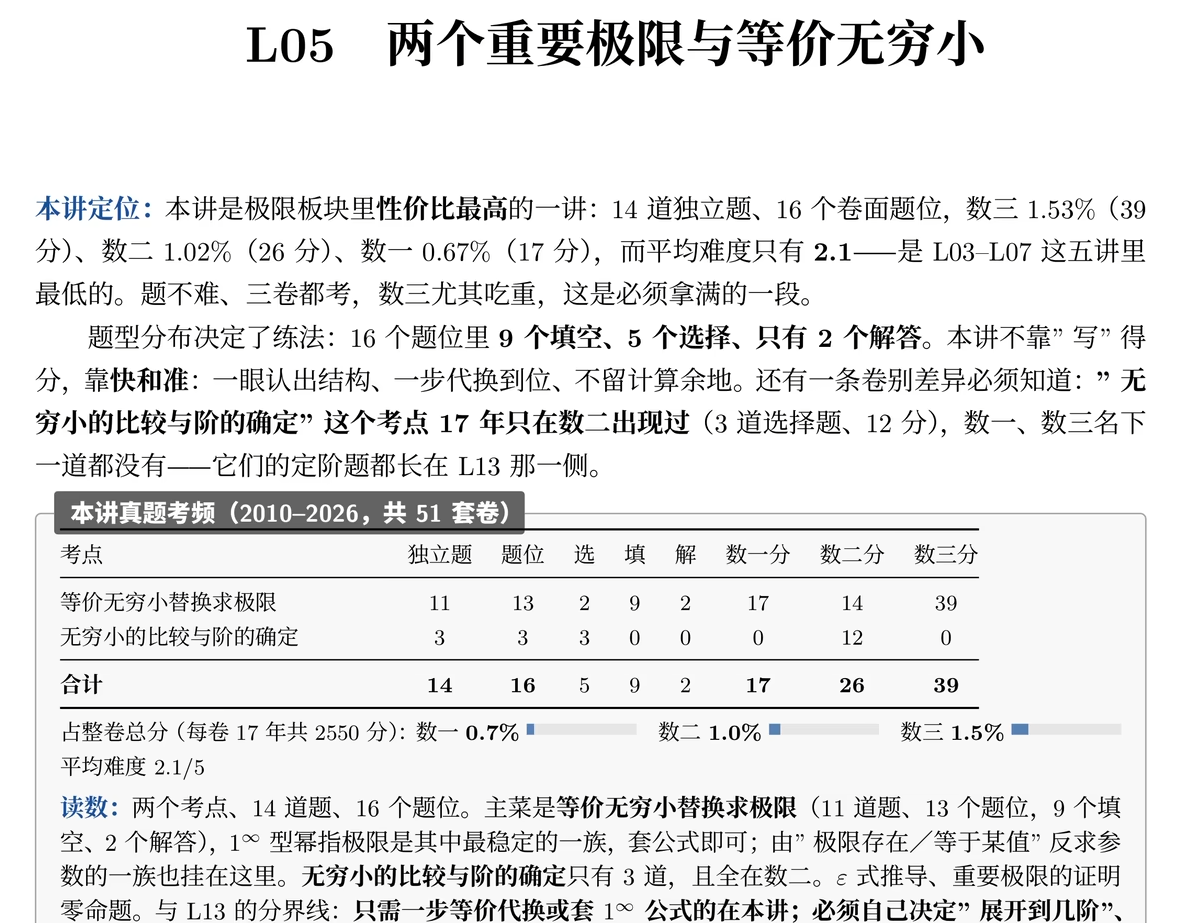 L05 两个重要极限与等价无穷小
本讲定位：本讲是极限板块里性价比最高的一讲：14 道独立题、16 个卷面题位，数三 1.53%（39
分）、数二 1.02%（26 分）、数一 0.67%（17 分），而平均难度只有 2.1——是 L03–L07 这五讲里
最低的。题不难、三卷都考，数三尤其吃重，这是必须拿满的一段。
题型分布决定了练法：16 个题位里 9 个填空、5 个选择、只有 2 个解答。本讲不靠” 写” 得
分，靠快和准：一眼认出结构、一步代换到位、不留计算余地。还有一条卷别差异必须知道：” 无
穷小的比较与阶的确定” 这个考点 17 年只在数二出现过（3 道选择题、12 分），数一、数三名下
一道都没有——它们的定阶题都长在 L13 那一侧。
本讲真题考频（2010–2026，共 51 套卷）
考点 独立题 题位 选 填 解 数一分 数二分 数三分
等价无穷小替换求极限 11 13 2 9 2 17 14 39
无穷小的比较与阶的确定 3 3 3 0 0 0 12 0
合计 14 16 5 9 2 17 26 39
占整卷总分（每卷 17 年共 2550 分）：数一 0.7% 数二 1.0% 数三 1.5%
平均难度 2.1/5
读数：两个考点、14 道题、16 个题位。主菜是等价无穷小替换求极限（11 道题、13 个题位，9 个填
空、2 个解答），1^∞ 型幂指极限是其中最稳定的一族，套公式即可；由” 极限存在／等于某值” 反求参
数的一族也挂在这里。无穷小的比较与阶的确定只有 3 道，且全在数二。ε 式推导、重要极限的证明
零命题。与 L13 的分界线：只需一步等价代换或套 1^∞ 公式的在本讲；必须自己决定” 展开到几阶”、